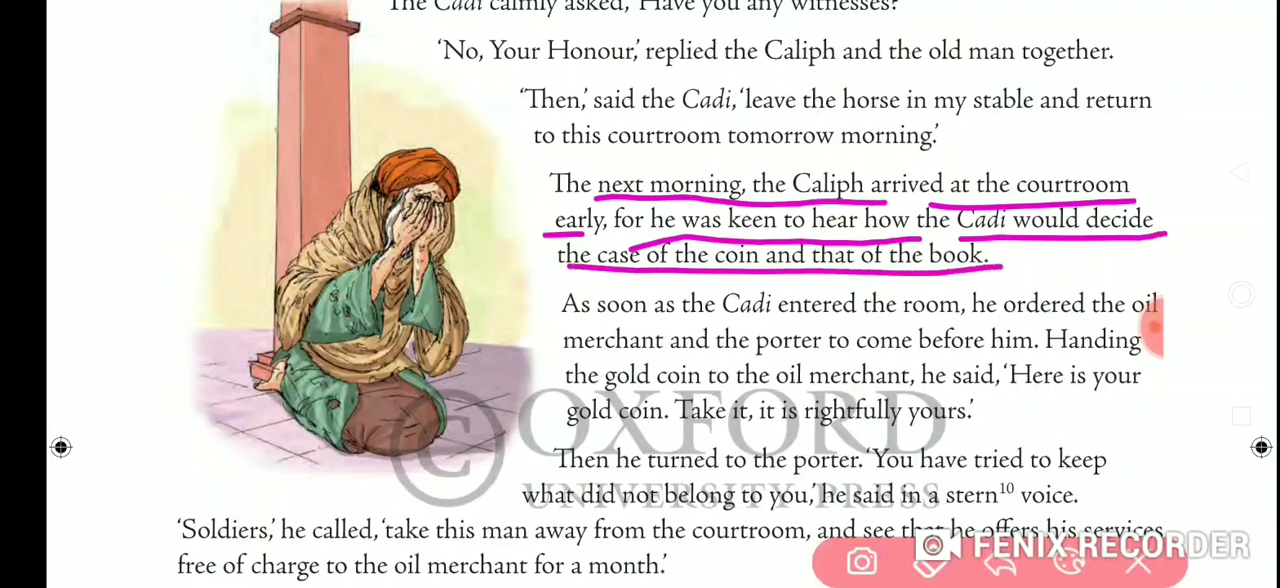 The Cadi calmly asked, 'Have you any witnesses?'
'No, Your Honour,' replied the Caliph and the old man together.
'Then,' said the Cadi, 'leave the horse in my stable and return
to this courtroom tomorrow morning.'
The next morning, the Caliph arrived at the courtroom
early, for he was keen to hear how the Cadi would decide
the case of the coin and that of the book.
As soon as the Cadi entered the room, he ordered the oil
merchant and the porter to come before him. Handing
the gold coin to the oil merchant, he said, 'Here is your
gold coin. Take it, it is rightfully yours.'
© OXFORD
Then he turned to the porter. 'You have tried to keep
what did not belong to you,' he said in a stern10 voice.
UNIVERSITY PRESS
'Soldiers,' he called, 'take this man away from the courtroom, and see that he offers his services
free of charge to the oil merchant for a month.'
FENIX RECORDER